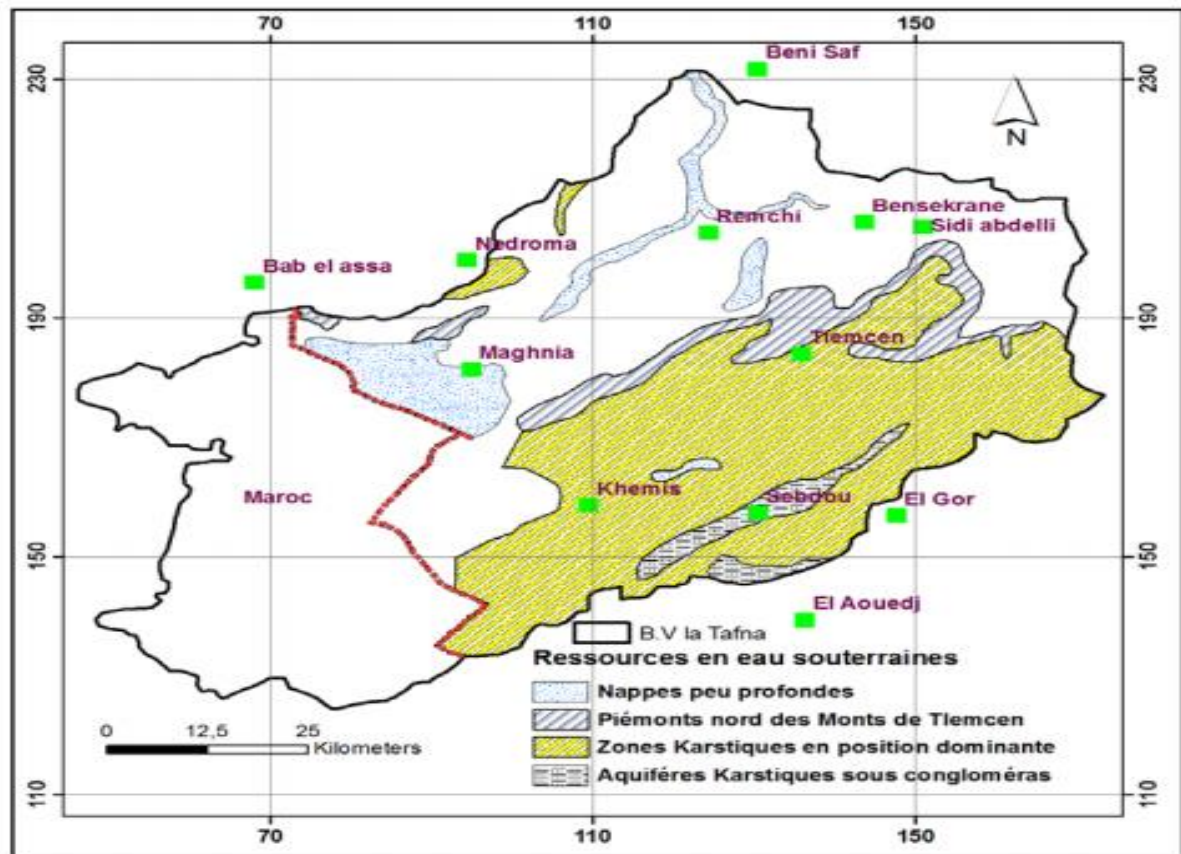 70 110 150
230 230
190 190
150 150
110 110
70 110 150
Beni Saf
N
Remchi
Bensekrane
Sidi abdelli
Nedroma
Bab el assa
Maghnia
Tlemcen
Maroc
Khemis
Sebdou
El Gor
El Aouedj
B.V la Tafna
Ressources en eau souterraines
Nappes peu profondes
Piémonts nord des Monts de Tlemcen
Zones Karstiques en position dominante
Aquiféres Karstiques sous congloméras
0 12,5 25
Kilometers